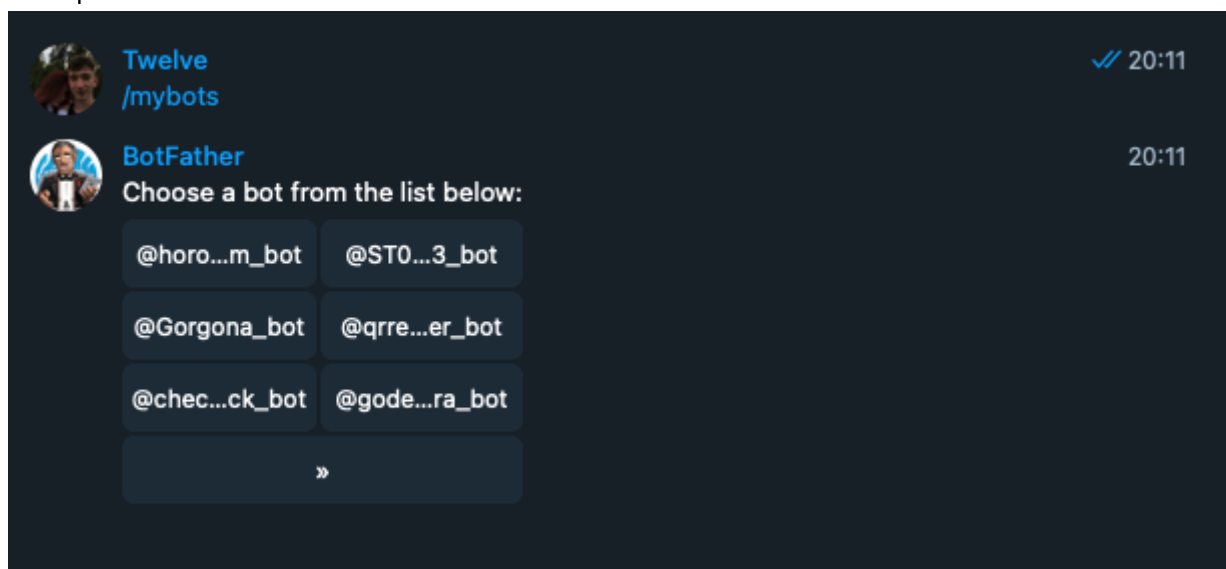 Twelve 20:11
/mybots
BotFather 20:11
Choose a bot from the list below:
@horo...m_bot @ST0...3_bot
@Gorgona_bot @qrre...er_bot
@chec...ck_bot @gode...ra_bot
»